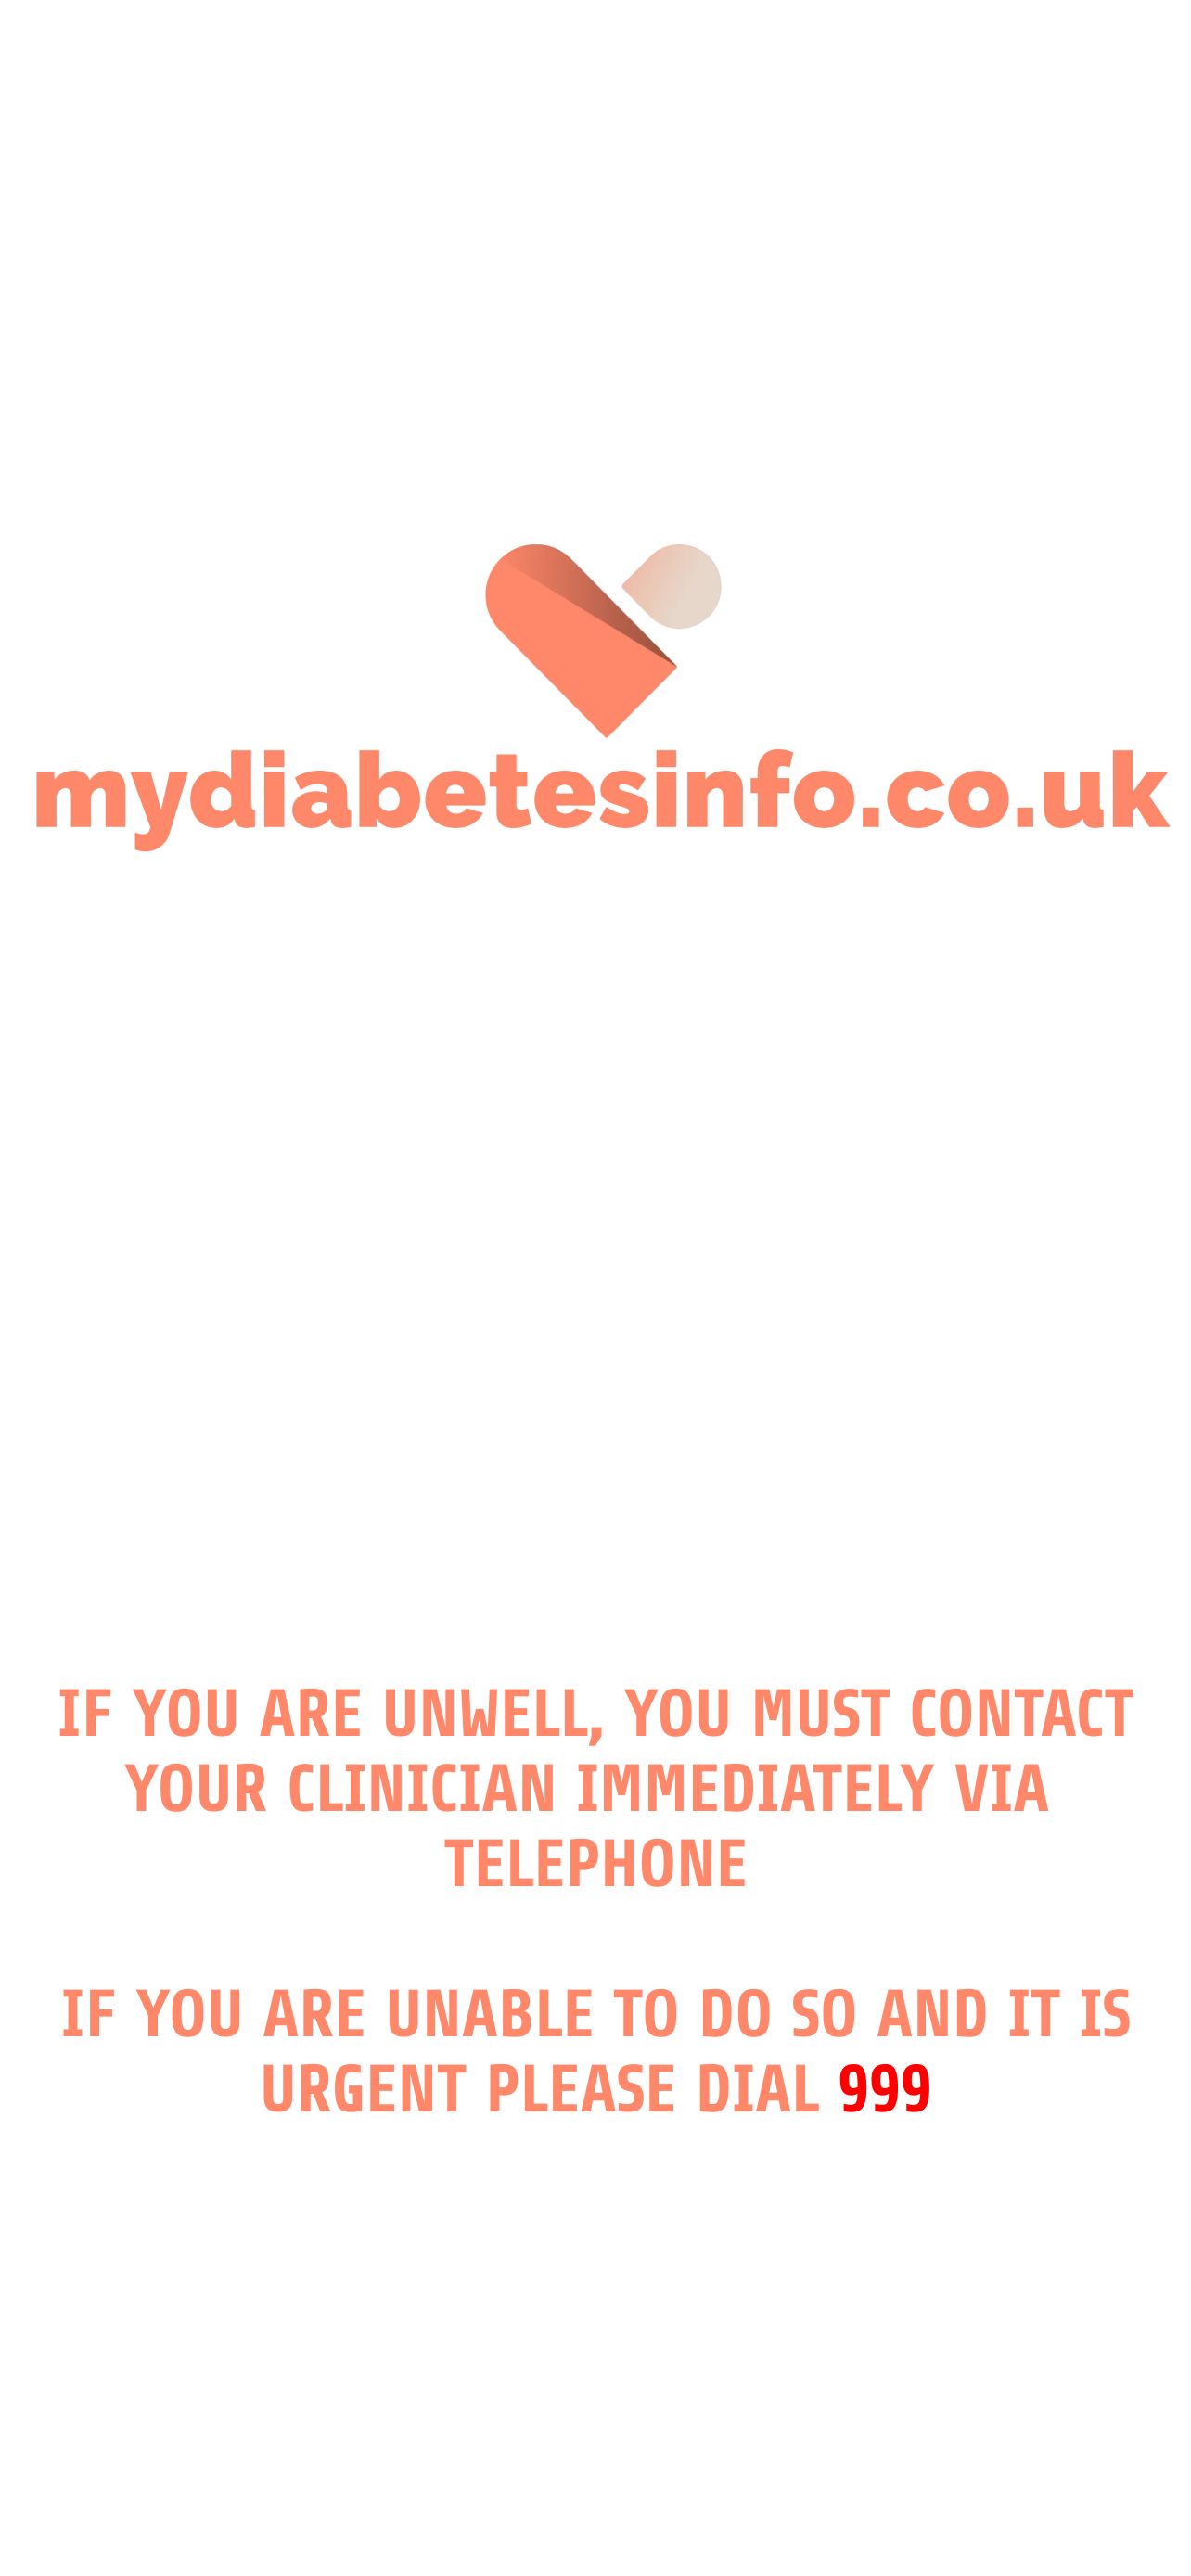 mydiabetesinfo.co.uk
IF YOU ARE UNWELL, YOU MUST CONTACT
YOUR CLINICIAN IMMEDIATELY VIA
TELEPHONE
IF YOU ARE UNABLE TO DO SO AND IT IS
URGENT PLEASE DIAL 999